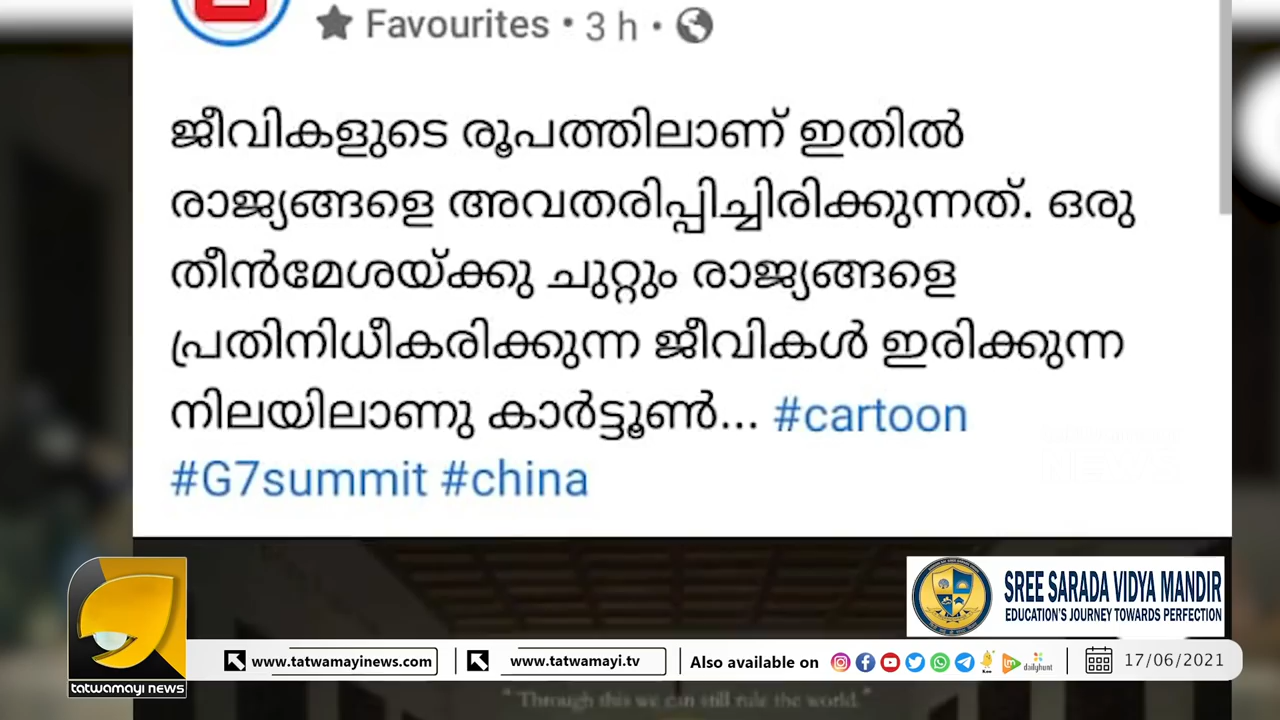 Favourites • 3 h •
ജീവികളുടെ രൂപത്തിലാണ് ഇതിൽ
രാജ്യങ്ങളെ അവതരിപ്പിച്ചിരിക്കുന്നത്. ഒരു
തീൻമേശയ്ക്കു ചുറ്റും രാജ്യങ്ങളെ
പ്രതിനിധീകരിക്കുന്ന ജീവികൾ ഇരിക്കുന്ന
നിലയിലാണു കാർട്ടൂൺ... #cartoon
#G7summit #china
SREE SARADA VIDYA MANDIR
EDUCATION'S JOURNEY TOWARDS PERFECTION
tatwamayi news
www.tatwamayinews.com
www.tatwamayi.tv
Also available on
dailyhunt
17/06/2021
"Through this we can still rule the world."